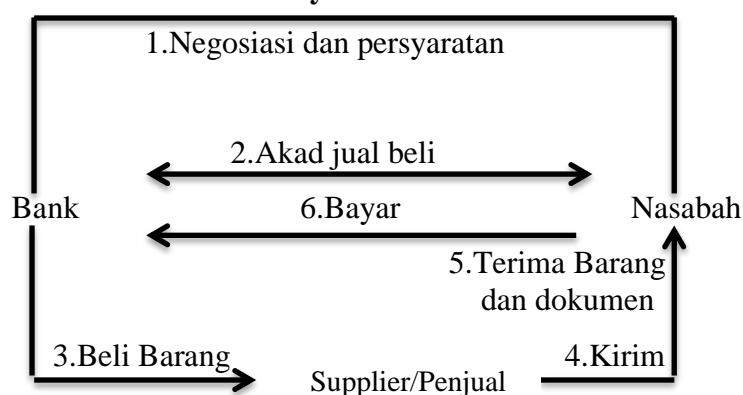 1.Negosiasi dan persyaratan
2.Akad jual beli
Bank
6.Bayar
Nasabah
5.Terima Barang
dan dokumen
3.Beli Barang
4.Kirim
Supplier/Penjual